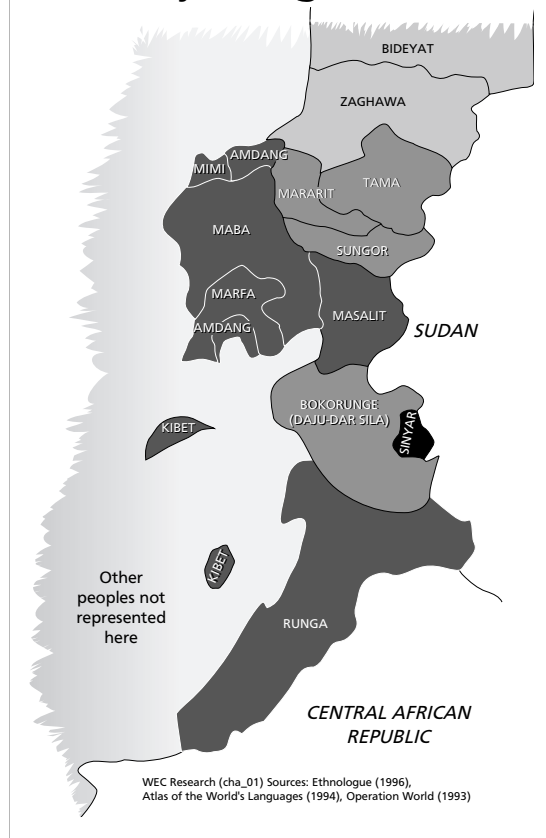 BIDEYAT
ZAGHAWA
AMDANG
MIMI
MARARIT
TAMA
MABA
SUNGOR
MARFA
MASALIT
SUDAN
AMDANG
BOKORUNGE
(DAJU-DAR SILA)
SINYAR
KIBET
KIBET
Other
peoples not
represented
here
RUNGA
CENTRAL AFRICAN
REPUBLIC
WEC Research (cha_01) Sources: Ethnologue (1996),
Atlas of the World's Languages (1994), Operation World (1993)